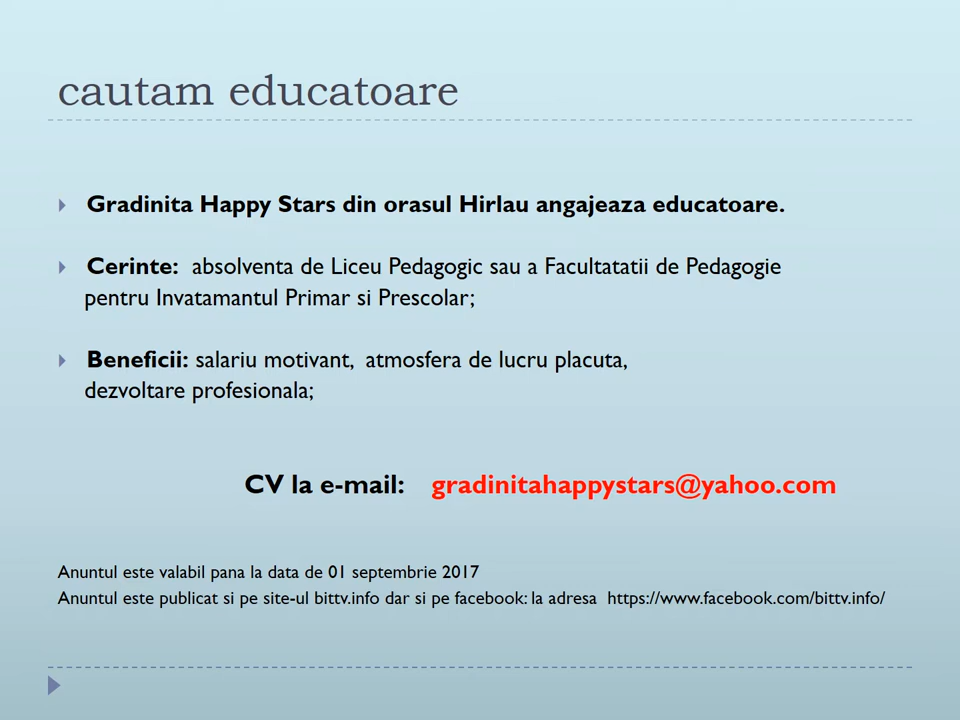 cautam educatoare
Gradinita Happy Stars din orasul Hirlau angajeaza educatoare.
Cerinte: absolventa de Liceu Pedagogic sau a Facultatatii de Pedagogie
pentru Invatamantul Primar si Prescolar;
Beneficii: salariu motivant, atmosfera de lucru placuta,
dezvoltare profesionala;
CV la e-mail: gradinitahappystars@yahoo.com
Anuntul este valabil pana la data de 01 septembrie 2017
Anuntul este publicat si pe site-ul bittv.info dar si pe facebook: la adresa https://www.facebook.com/bittv.info/